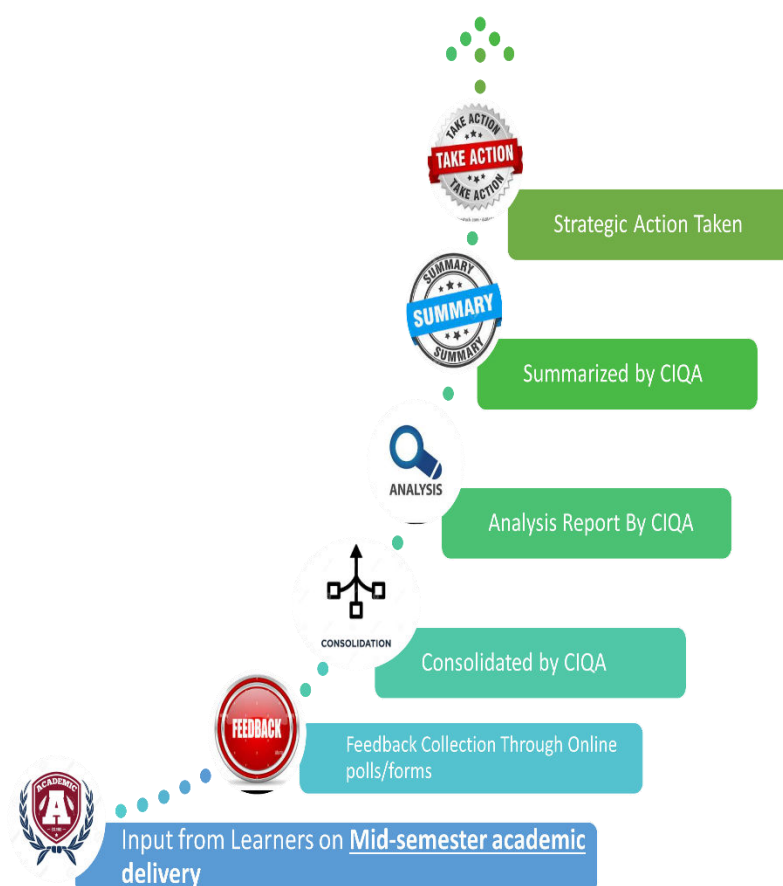 TAKE ACTION
TAKE ACTION
TAKE ACTION
Strategic Action Taken
SUMMARY
SUMMARY
SUMMARY
Summarized by CIQA
ANALYSIS
Analysis Report By CIQA
CONSOLIDATION
Consolidated by CIQA
FEEDBACK
Feedback Collection Through Online
polls/forms
ACADEMIC
A
Input from Learners on Mid-semester academic
delivery